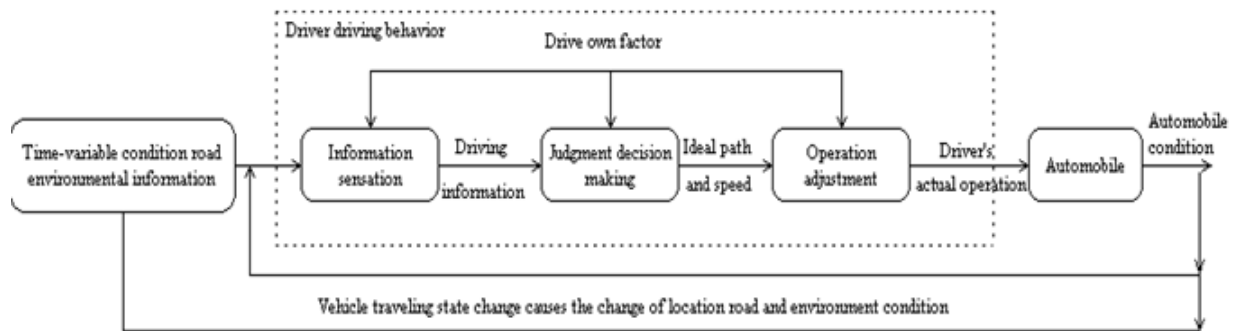 Driver driving behavior
Drive own factor
Time-variable condition road
environmental information
Information
sensation
Driving
information
Judgment decision
making
Ideal path
and speed
Operation
adjustment
Driver's
actual operation
Automobile
Automobile
condition
Vehicle traveling state change causes the change of location road and environment condition